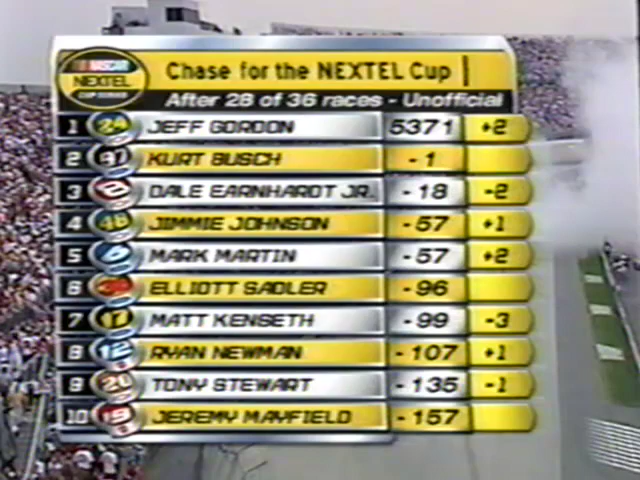 NASCAR
NEXTEL
CUP SERIES
Chase for the NEXTEL Cup
After 28 of 36 races - Unofficial
1 24 JEFF GORDON 5371 +2
2 97 KURT BUSCH -1
3 8 DALE EARNHARDT JR. -18 -2
4 48 JIMMIE JOHNSON -57 +1
5 6 MARK MARTIN -57 +2
6 38 ELLIOTT SADLER -96
7 17 MATT KENSETH -99 -3
8 12 RYAN NEWMAN -107 +1
9 20 TONY STEWART -135 -1
10 19 JEREMY MAYFIELD -157